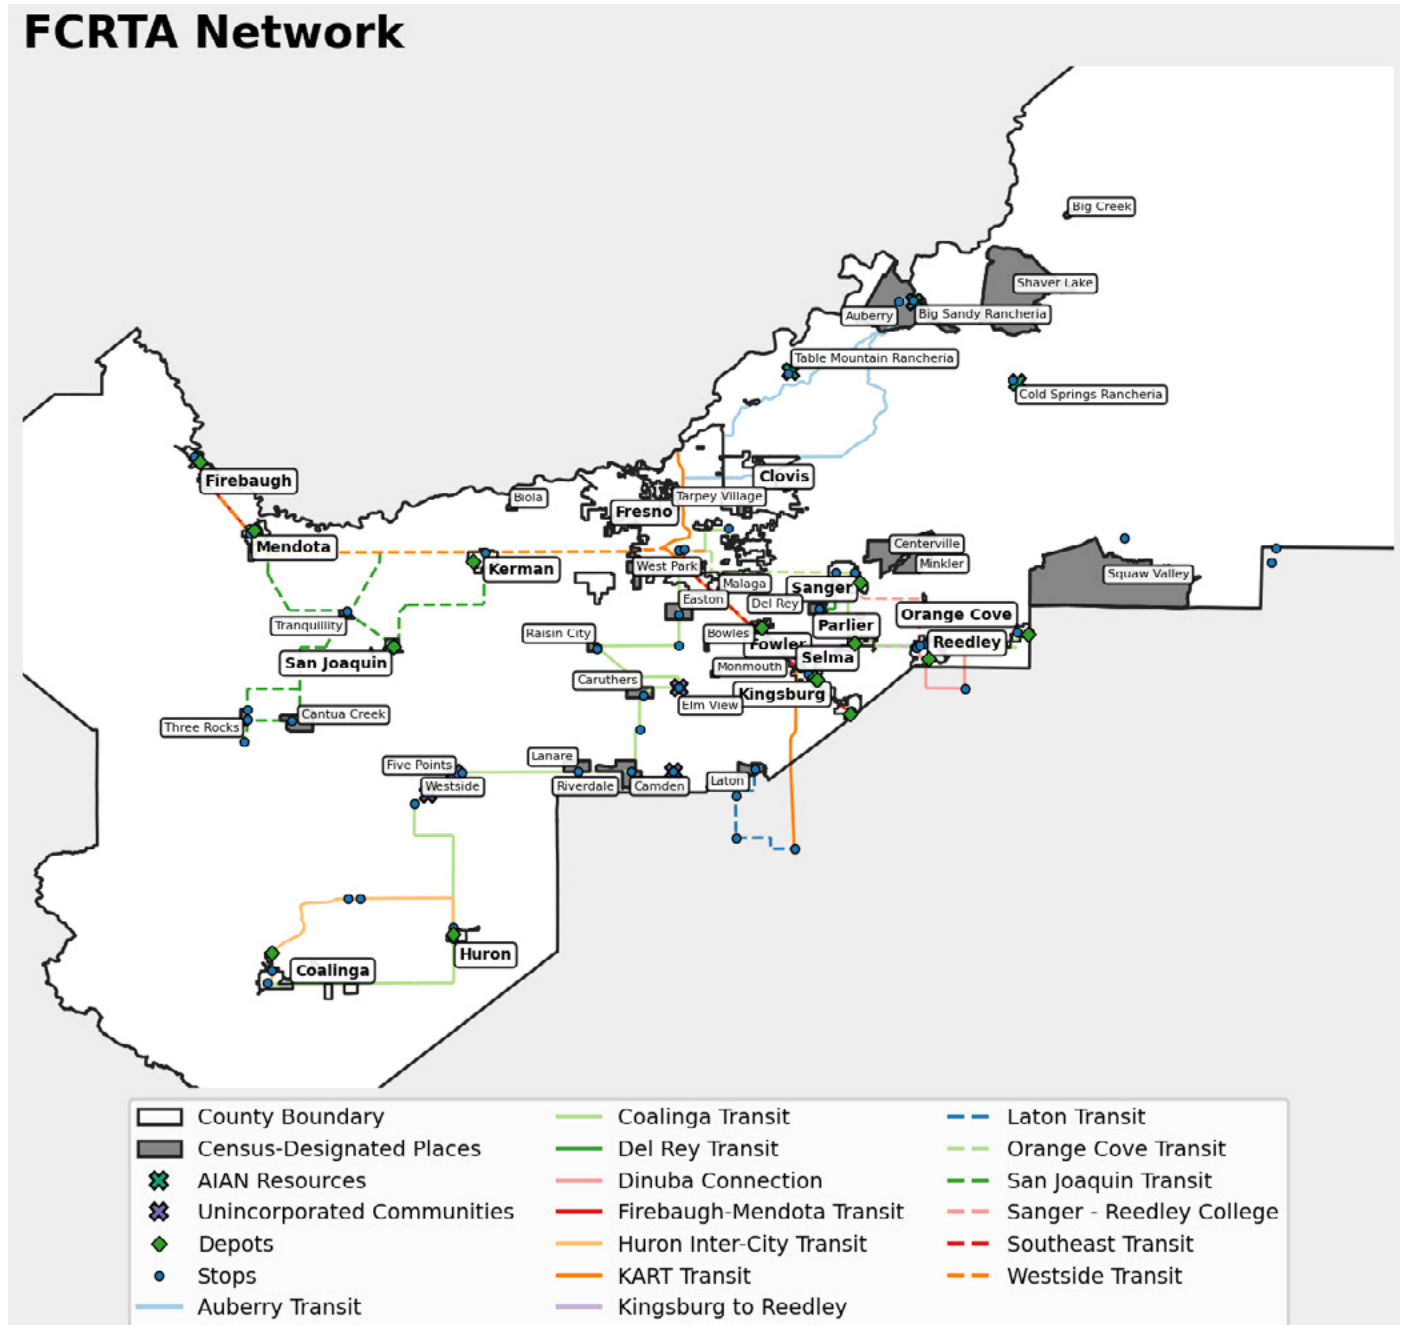 FCRTA Network
Big Creek
Shaver Lake
Auberry
Big Sandy Rancheria
Table Mountain Rancheria
Cold Springs Rancheria
Firebaugh
Clovis
Biola
Tarpey Village
Fresno
Mendota
Centerville
Kerman
West Park
Minkler
Squaw Valley
Malaga
Sanger
Easton
Del Rey
Orange Cove
Tranquillity
Parlier
Raisin City
Bowles
Fowler
Reedley
San Joaquin
Selma
Monmouth
Caruthers
Kingsburg
Elm View
Cantua Creek
Three Rocks
Lanare
Five Points
Westside
Riverdale
Camden
Laton
Huron
Coalinga
County Boundary
Census-Designated Places
AIAN Resources
Unincorporated Communities
Depots
Stops
Auberry Transit
Coalinga Transit
Del Rey Transit
Dinuba Connection
Firebaugh-Mendota Transit
Huron Inter-City Transit
KART Transit
Kingsburg to Reedley
Laton Transit
Orange Cove Transit
San Joaquin Transit
Sanger - Reedley College
Southeast Transit
Westside Transit